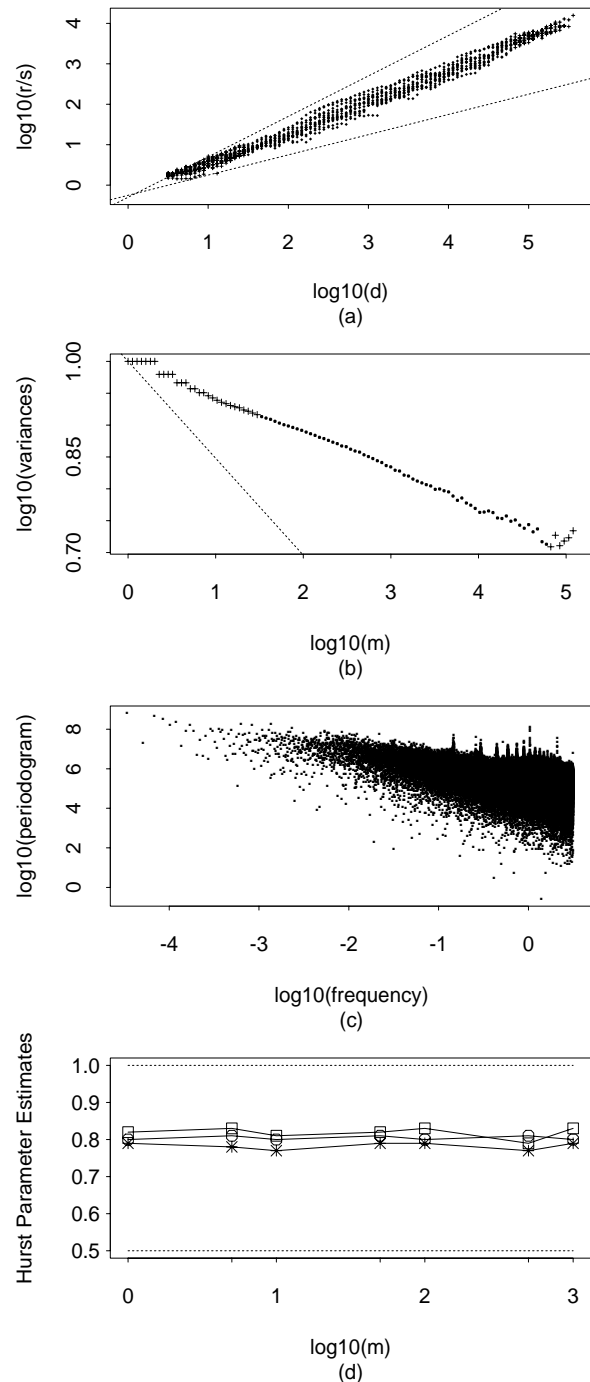 log10(r/s)
4
3
2
1
0
0 1 2 3 4 5
log10(d)
(a)
log10(variances)
1.00
0.85
0.70
0 1 2 3 4 5
log10(m)
(b)
log10(periodogram)
8
6
4
2
0
-4 -3 -2 -1 0
log10(frequency)
(c)
Hurst Parameter Estimates
1.0
0.9
0.8
0.7
0.6
0.5
0 1 2 3
log10(m)
(d)